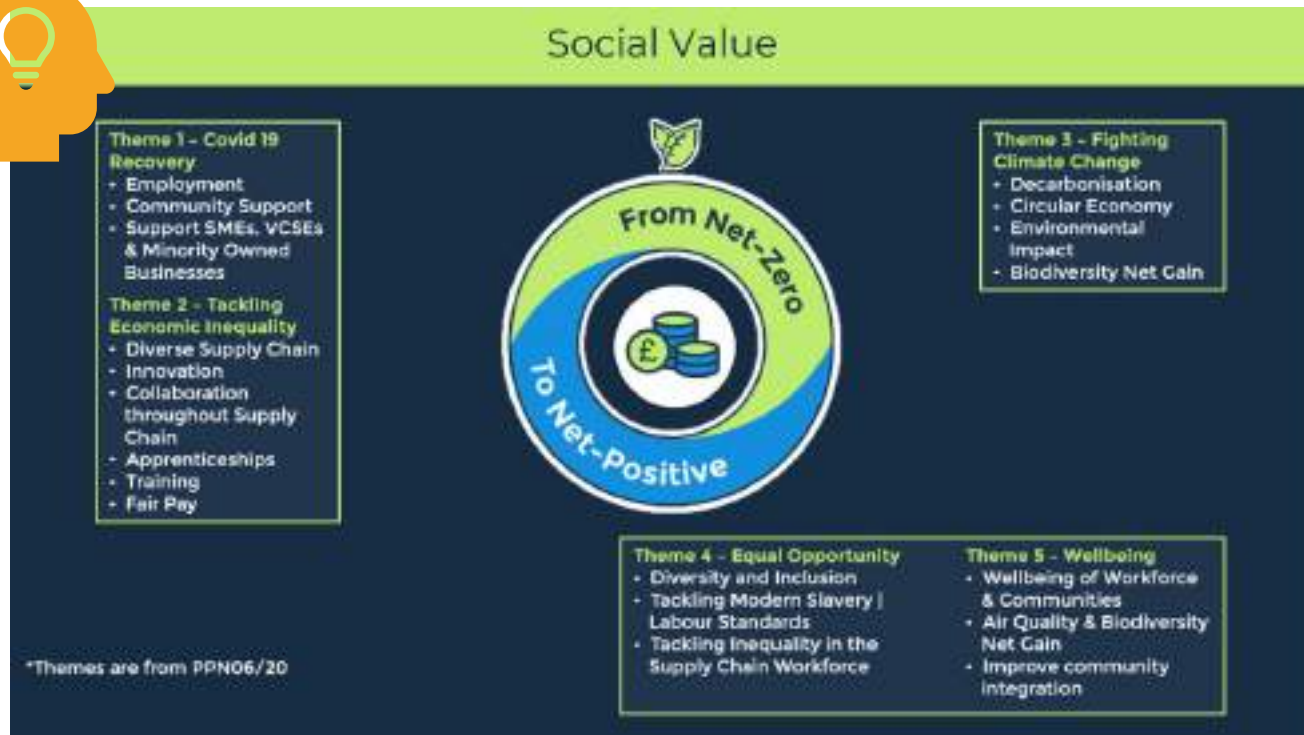 Social Value
Theme 1 - Covid 19
Recovery
- Employment
- Community Support
- Support SMEs, VCSEs
& Minority Owned
Businesses
Theme 2 - Tackling
Economic Inequality
- Diverse Supply Chain
- Innovation
- Collaboration
throughout Supply
Chain
- Apprenticeships
- Training
- Fair Pay
From Net-Zero
£
To Net-Positive
Theme 3 - Fighting
Climate Change
- Decarbonisation
- Circular Economy
- Environmental
Impact
- Biodiversity Net Gain
Theme 4 - Equal Opportunity
- Diversity and Inclusion
- Tackling Modern Slavery |
Labour Standards
- Tackling Inequality in the
Supply Chain Workforce
Theme 5 - Wellbeing
- Wellbeing of Workforce
& Communities
- Air Quality & Biodiversity
Net Gain
- Improve community
integration
*Themes are from PPN06/20